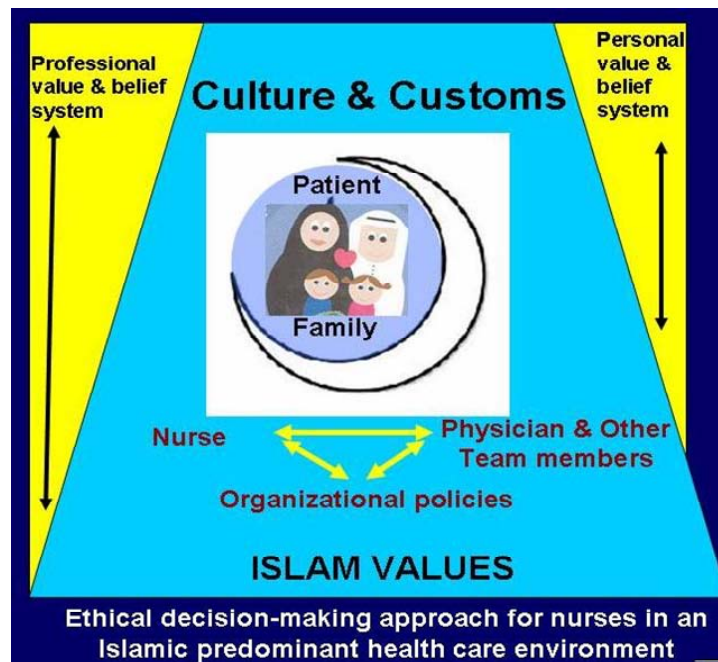 Professional
value & belief
system
Personal
value &
belief
system
Culture & Customs
Patient
Family
Nurse
Physician & Other
Team members
Organizational policies
ISLAM VALUES
Ethical decision-making approach for nurses in an
Islamic predominant health care environment